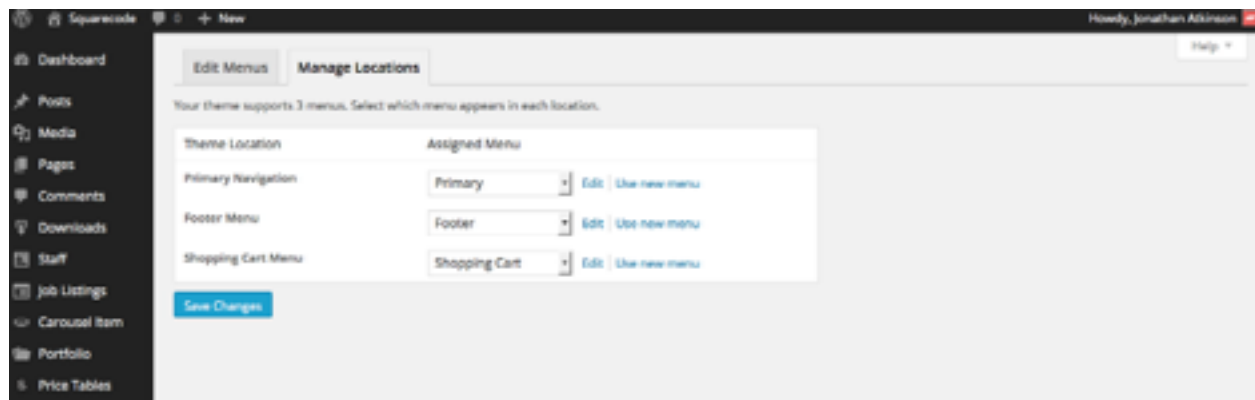 Squarecode 0 + New Howdy, Jonathan Atkinson
Help
Dashboard
Posts
Media
Pages
Comments
Downloads
Staff
Job Listings
Carousel Item
Portfolio
Price Tables
Edit Menus Manage Locations
Your theme supports 3 menus. Select which menu appears in each location.
Theme Location Assigned Menu
Primary Navigation Primary Edit | Use new menu
Footer Menu Footer Edit | Use new menu
Shopping Cart Menu Shopping Cart Edit | Use new menu
Save Changes